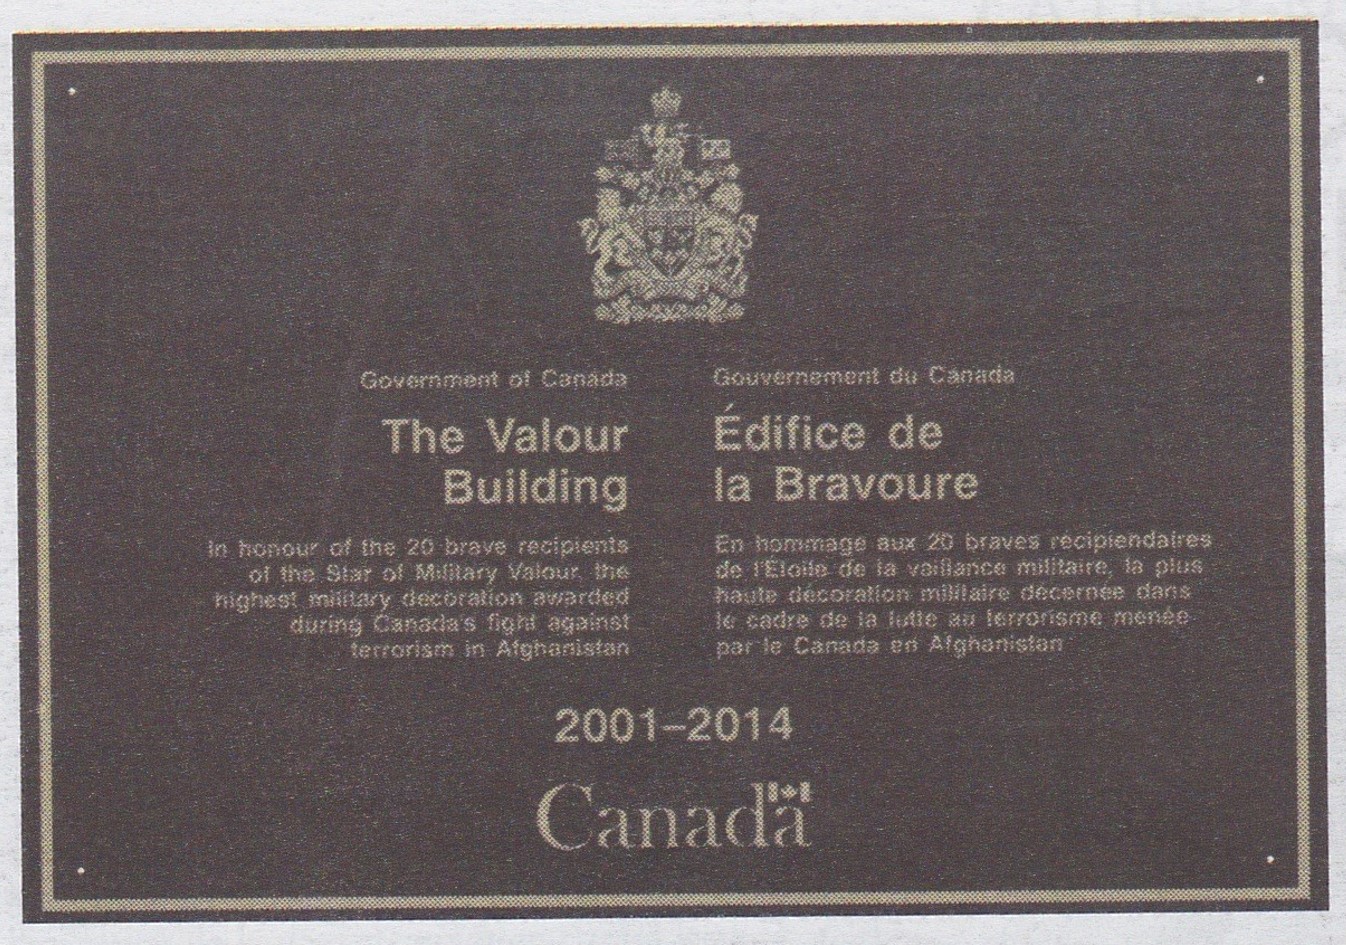 Government of Canada
The Valour
Building
In honour of the 20 brave recipients
of the Star of Military Valour, the
highest military decoration awarded
during Canada's fight against
terrorism in Afghanistan
Gouvernement du Canada
Édifice de
la Bravoure
En hommage aux 20 braves récipiendaires
de l'Étoile de la vaillance militaire, la plus
haute décoration militaire décernée dans
le cadre de la lutte au terrorisme menée
par le Canada en Afghanistan
2001–2014
Canada